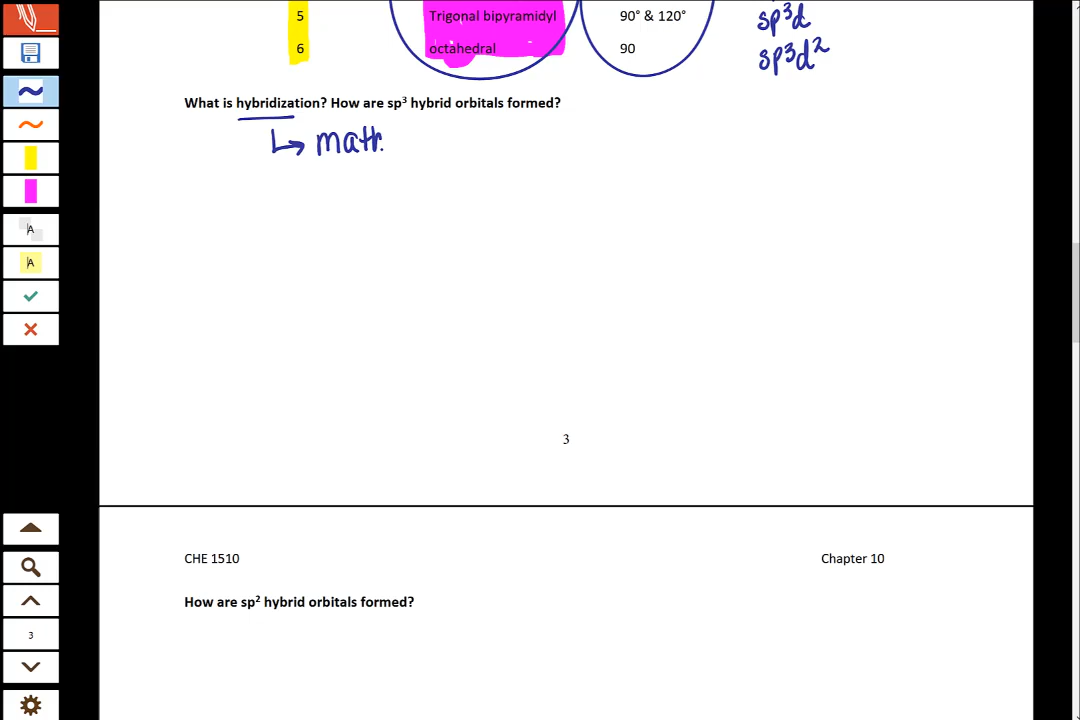 5 Trigonal bipyramidyl 90° & 120° sp³d
6 octahedral 90 sp³d²
What is hybridization? How are sp³ hybrid orbitals formed?
↳ math
3
CHE 1510 Chapter 10
How are sp² hybrid orbitals formed?
A
A
3